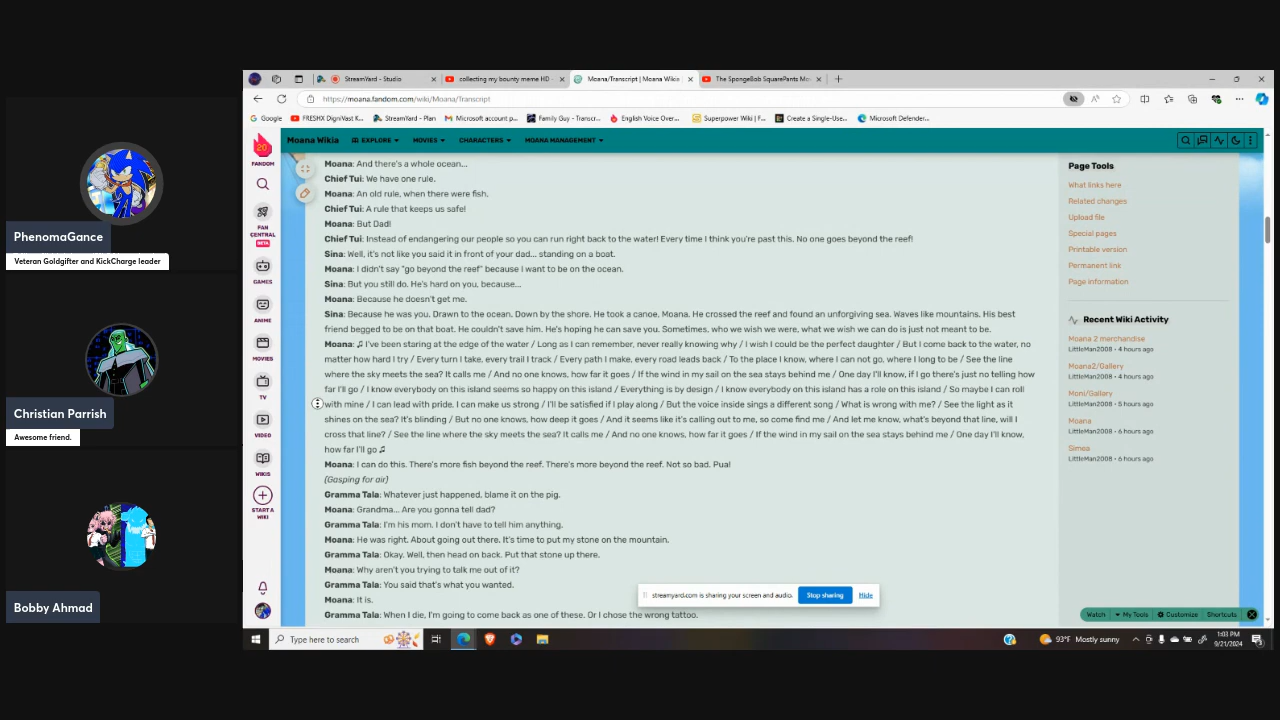 StreamYard - Studio
collecting my bounty meme HD -
Moana/Transcript | Moana Wikia
The SpongeBob SquarePants Mo
https://moana.fandom.com/wiki/Moana/Transcript
Google
FRESHX DigniVast K...
StreamYard - Plan
Microsoft account p...
Family Guy - Transcr...
English Voice Over...
Superpower Wiki | F...
Create a Single-Use...
Microsoft Defender...
20
FANDOM
Moana Wikia
EXPLORE
MOVIES
CHARACTERS
MOANA MANAGEMENT
FAN CENTRAL
BETA
GAMES
ANIME
MOVIES
TV
VIDEO
WIKIS
START A WIKI
Moana: And there's a whole ocean...
Chief Tui: We have one rule.
Moana: An old rule, when there were fish.
Chief Tui: A rule that keeps us safe!
Moana: But Dad!
Chief Tui: Instead of endangering our people so you can run right back to the water! Every time I think you're past this. No one goes beyond the reef!
Sina: Well, it's not like you said it in front of your dad... standing on a boat.
Moana: I didn't say "go beyond the reef" because I want to be on the ocean.
Sina: But you still do. He's hard on you, because...
Moana: Because he doesn't get me.
Sina: Because he was you. Drawn to the ocean. Down by the shore. He took a canoe, Moana. He crossed the reef and found an unforgiving sea. Waves like mountains. His best
friend begged to be on that boat. He couldn't save him. He's hoping he can save you. Sometimes, who we wish we were, what we wish we can do is just not meant to be.
Moana: ♫ I've been staring at the edge of the water / Long as I can remember, never really knowing why / I wish I could be the perfect daughter / But I come back to the water, no
matter how hard I try / Every turn I take, every trail I track / Every path I make, every road leads back / To the place I know, where I can not go, where I long to be / See the line
where the sky meets the sea? It calls me / And no one knows, how far it goes / If the wind in my sail on the sea stays behind me / One day I'll know, if I go there's just no telling how
far I'll go / I know everybody on this island seems so happy on this island / Everything is by design / I know everybody on this island has a role on this island / So maybe I can roll
with mine / I can lead with pride. I can make us strong / I'll be satisfied if I play along / But the voice inside sings a different song / What is wrong with me? / See the light as it
shines on the sea? It's blinding / But no one knows, how deep it goes / And it seems like it's calling out to me, so come find me / And let me know, what's beyond that line, will I
cross that line? / See the line where the sky meets the sea? It calls me / And no one knows, how far it goes / If the wind in my sail on the sea stays behind me / One day I'll know,
how far I'll go ♫
Moana: I can do this. There's more fish beyond the reef. There's more beyond the reef. Not so bad. Pua!
(Gasping for air)
Gramma Tala: Whatever just happened, blame it on the pig.
Moana: Grandma... Are you gonna tell dad?
Gramma Tala: I'm his mom. I don't have to tell him anything.
Moana: He was right. About going out there. It's time to put my stone on the mountain.
Gramma Tala: Okay. Well, then head on back. Put that stone up there.
Moana: Why aren't you trying to talk me out of it?
Gramma Tala: You said that's what you wanted.
Moana: It is.
Gramma Tala: When I die, I'm going to come back as one of these. Or I chose the wrong tattoo.
Page Tools
What links here
Related changes
Upload file
Special pages
Printable version
Permanent link
Page information
Recent Wiki Activity
Moana 2 merchandise
LittleMan2008 • 4 hours ago
Moana2/Gallery
LittleMan2008 • 4 hours ago
Moni/Gallery
LittleMan2008 • 5 hours ago
Moana
LittleMan2008 • 6 hours ago
Simea
LittleMan2008 • 6 hours ago
streamyard.com is sharing your screen and audio.
Stop sharing
Hide
Watch
My Tools
Customize
Shortcuts
Type here to search
93°F Mostly sunny
1:03 PM
9/21/2024
PhenomaGance
Veteran Goldgifter and KickCharge leader
Christian Parrish
Awesome friend.
Bobby Ahmad